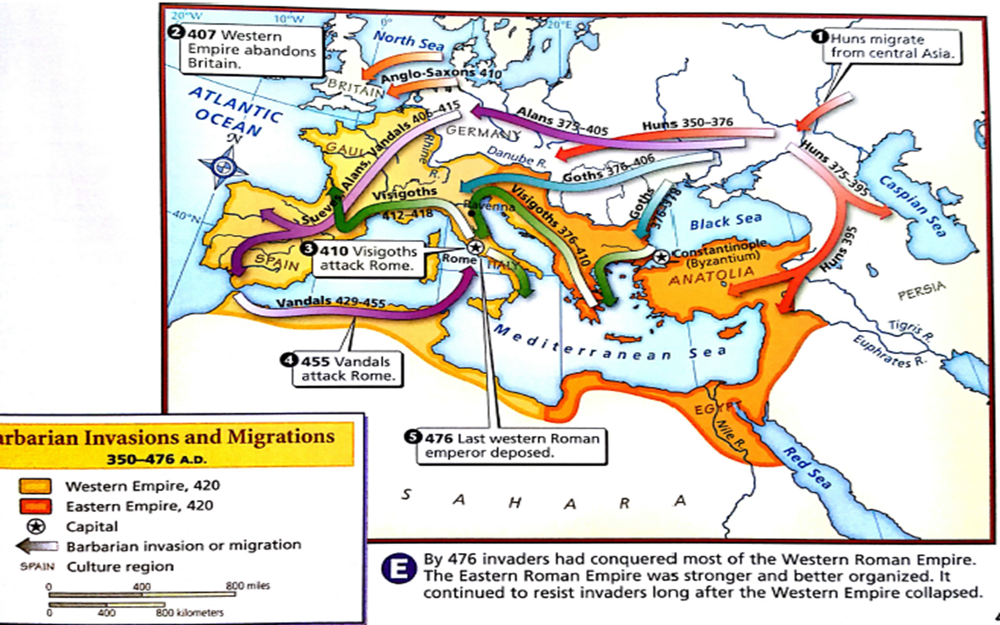 20°W
10°W
0°
20°E
2 407 Western
Empire abandons
Britain.
1 Huns migrate
from central Asia.
North Sea
Anglo-Saxons 410
BRITAIN
ATLANTIC
OCEAN
N
Sueves, Alans, Vandals 406–415
GERMANY
Alans 375–405
Huns 350–376
GAUL
Rhine
R.
Danube R.
Goths 376–406
Huns 375–395
Caspian Sea
Visigoths
412–418
Ravenna
Visigoths 376–410
Goths
376–378
Black Sea
40°N
3 410 Visigoths
attack Rome.
SPAIN
Rome
ITALY
Constantinople
(Byzantium)
ANATOLIA
Huns 395
PERSIA
Vandals 429-455
Mediterranean Sea
Tigris R.
Euphrates R.
4 455 Vandals
attack Rome.
EGYPT
Nile R.
Red Sea
5 476 Last western Roman
emperor deposed.
SAHARA
arbarian Invasions and Migrations
350–476 A.D.
Western Empire, 420
Eastern Empire, 420
Capital
Barbarian invasion or migration
SPAIN Culture region
0 400 800 miles
0 400 800 kilometers
E By 476 invaders had conquered most of the Western Roman Empire.
The Eastern Roman Empire was stronger and better organized. It
continued to resist invaders long after the Western Empire collapsed.